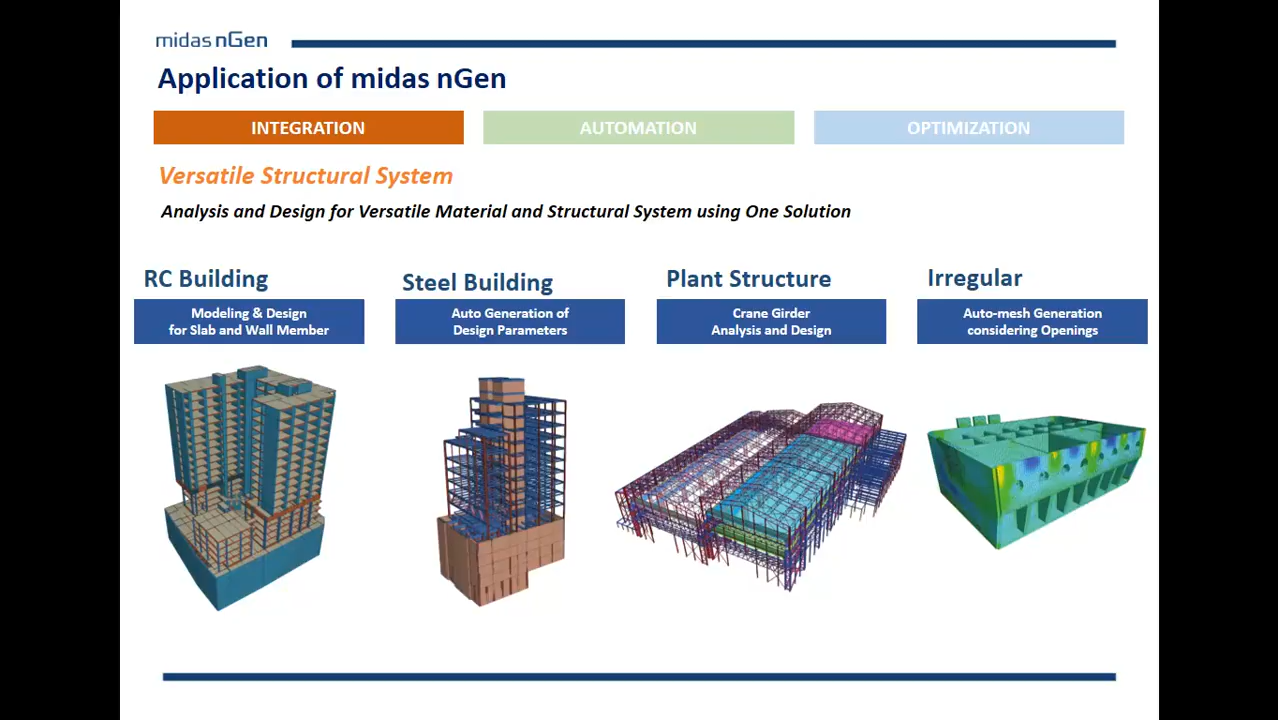 midas nGen
Application of midas nGen
INTEGRATION
AUTOMATION
OPTIMIZATION
Versatile Structural System
Analysis and Design for Versatile Material and Structural System using One Solution
RC Building
Modeling & Design
for Slab and Wall Member
Steel Building
Auto Generation of
Design Parameters
Plant Structure
Crane Girder
Analysis and Design
Irregular
Auto-mesh Generation
considering Openings